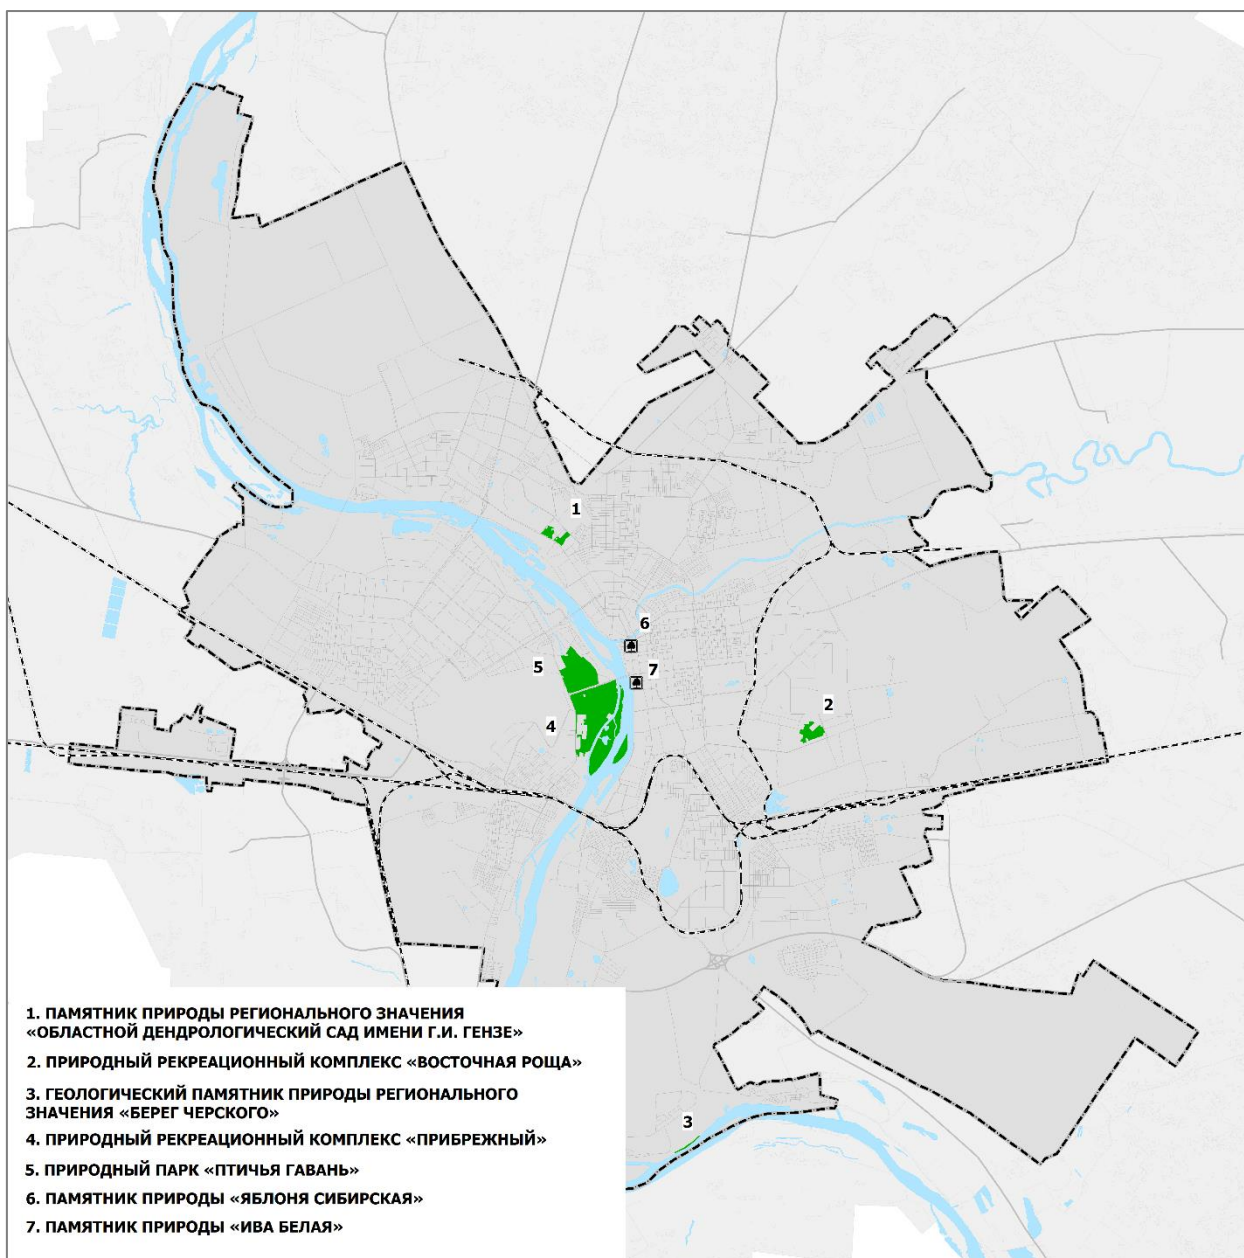 1
6
7
5
4
2
3
1. ПАМЯТНИК ПРИРОДЫ РЕГИОНАЛЬНОГО ЗНАЧЕНИЯ
«ОБЛАСТНОЙ ДЕНДРОЛОГИЧЕСКИЙ САД ИМЕНИ Г.И. ГЕНЗЕ»
2. ПРИРОДНЫЙ РЕКРЕАЦИОННЫЙ КОМПЛЕКС «ВОСТОЧНАЯ РОЩА»
3. ГЕОЛОГИЧЕСКИЙ ПАМЯТНИК ПРИРОДЫ РЕГИОНАЛЬНОГО
ЗНАЧЕНИЯ «БЕРЕГ ЧЕРСКОГО»
4. ПРИРОДНЫЙ РЕКРЕАЦИОННЫЙ КОМПЛЕКС «ПРИБРЕЖНЫЙ»
5. ПРИРОДНЫЙ ПАРК «ПТИЧЬЯ ГАВАНЬ»
6. ПАМЯТНИК ПРИРОДЫ «ЯБЛОНЯ СИБИРСКАЯ»
7. ПАМЯТНИК ПРИРОДЫ «ИВА БЕЛАЯ»